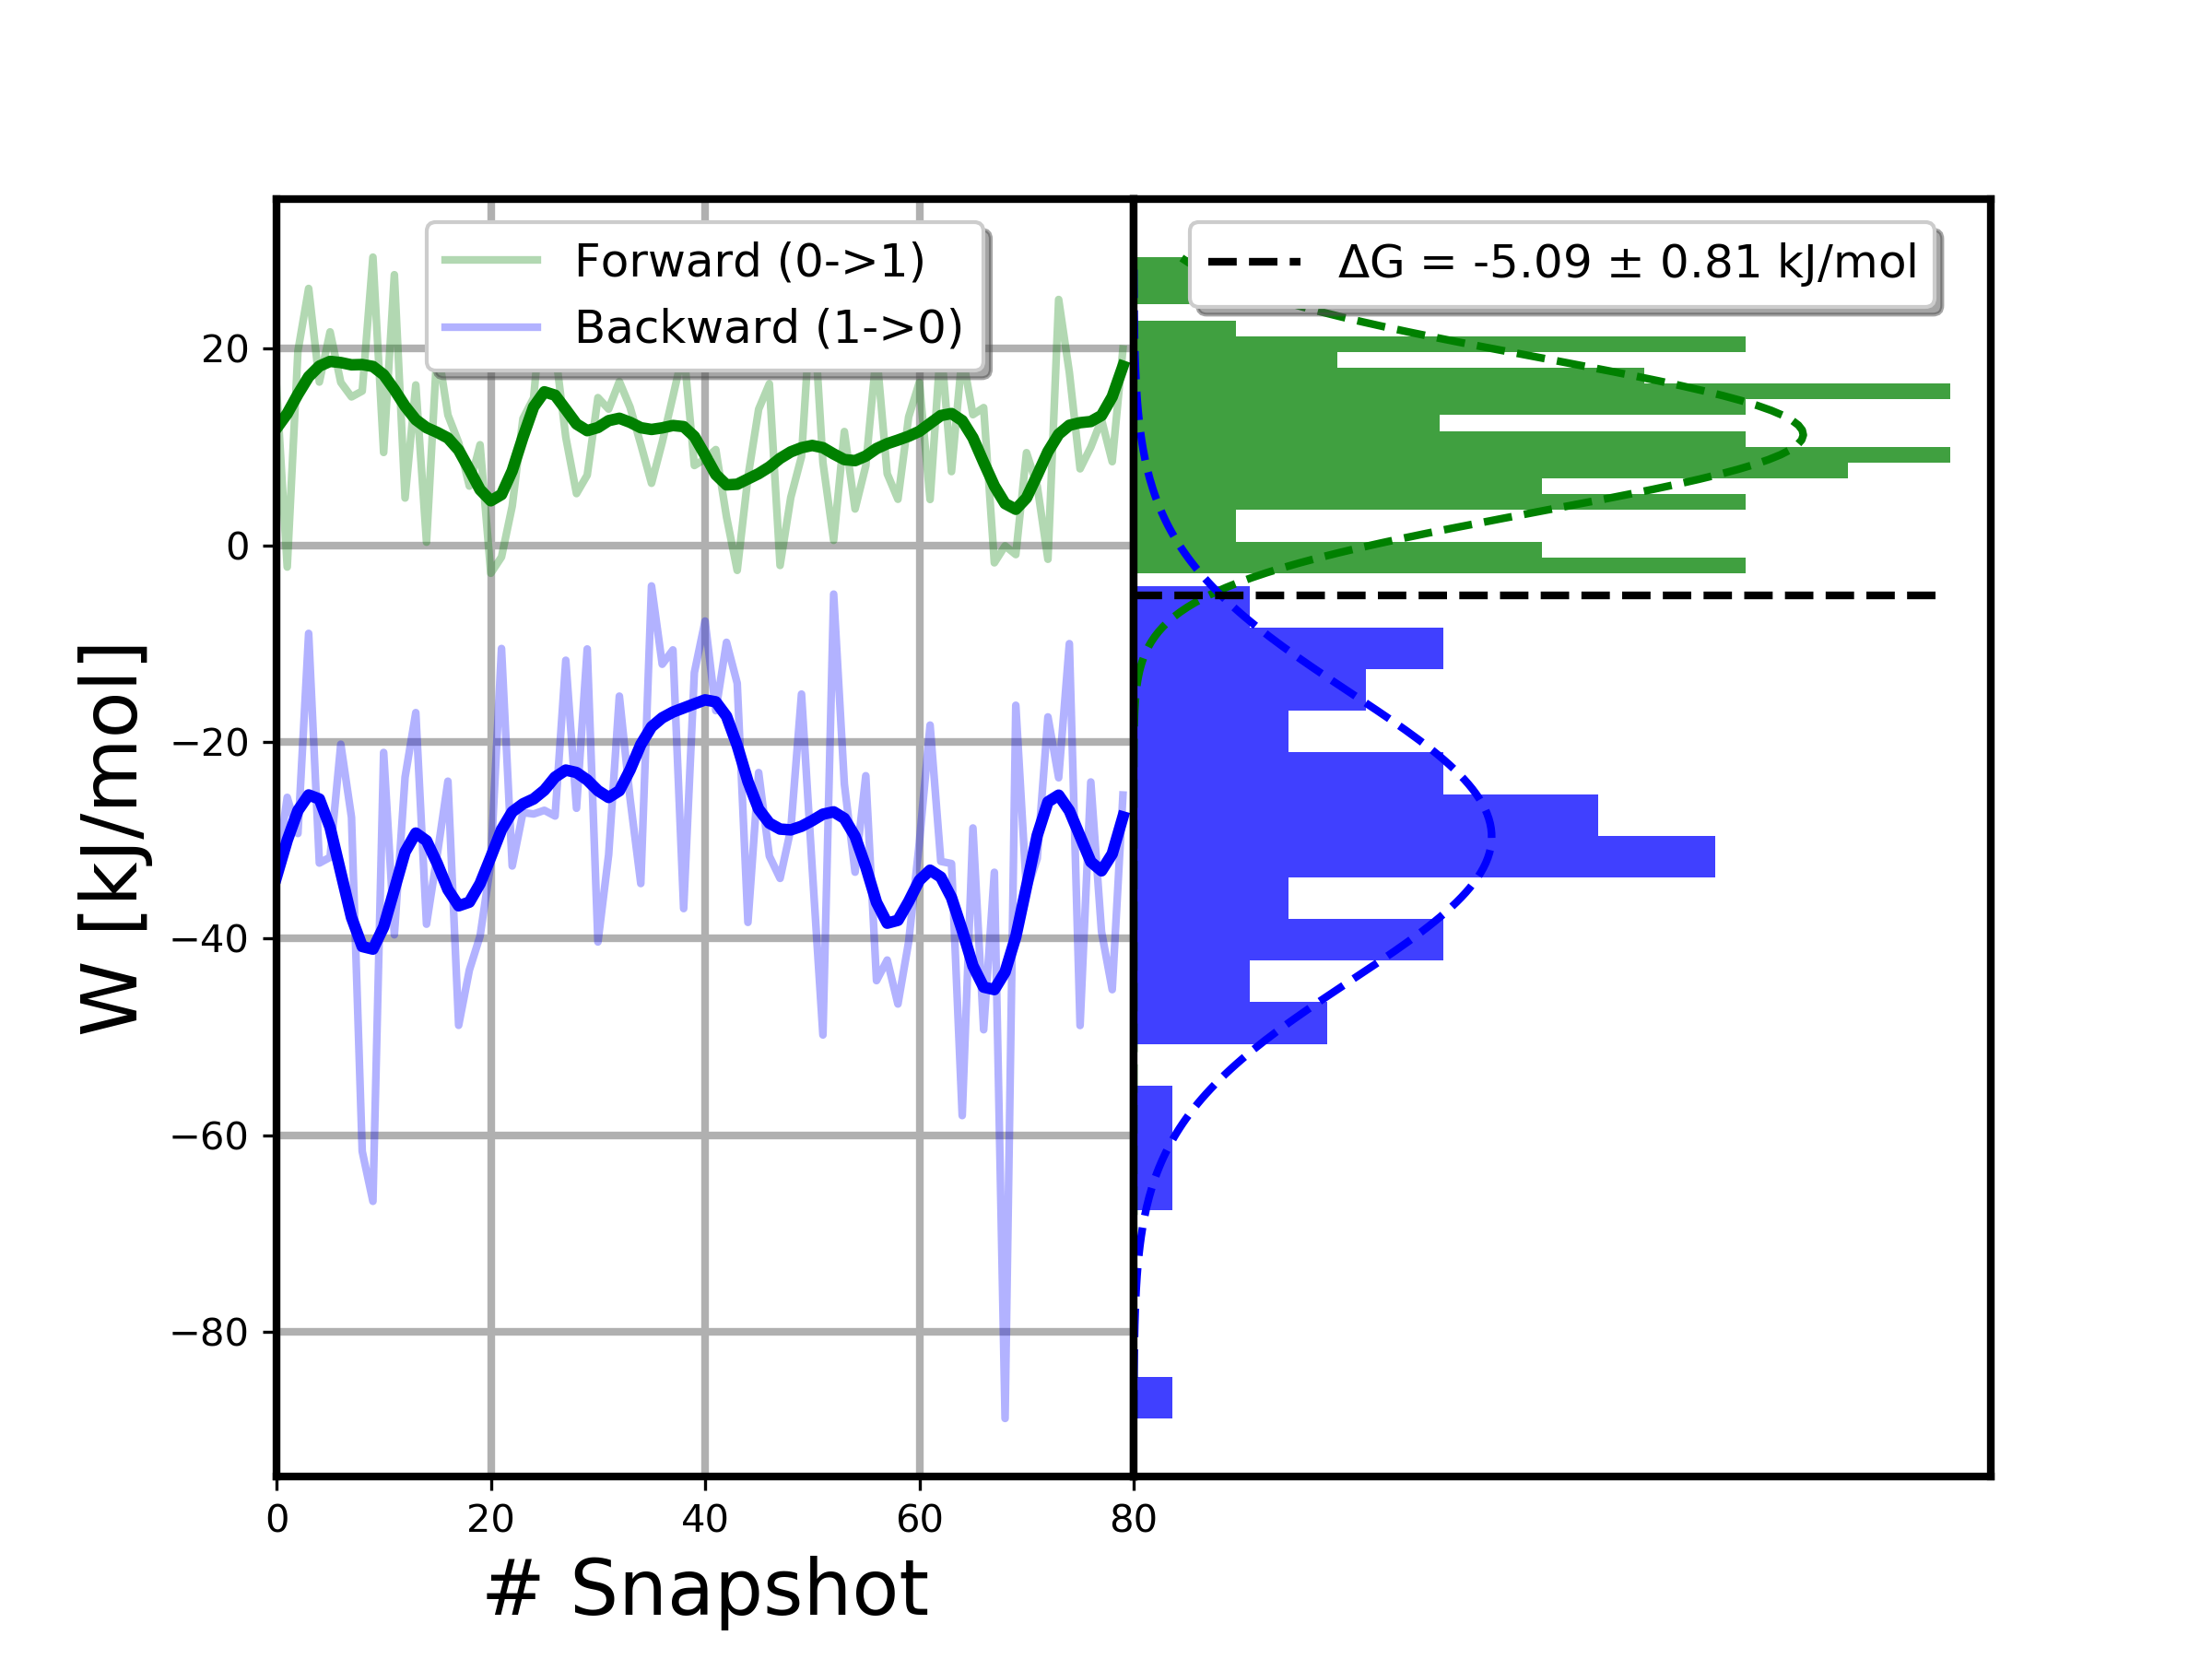 Forward (0->1)
Backward (1->0)
ΔG = -5.09 ± 0.81 kJ/mol
W [kJ/mol]
20
0
−20
−40
−60
−80
0 20 40 60 80
# Snapshot